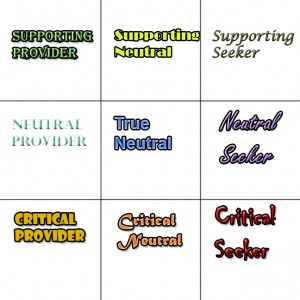 SUPPORTING
PROVIDER
Supporting
Neutral
Supporting
Seeker
NEUTRAL
PROVIDER
True
Neutral
Neutral
Seeker
CRITICAL
PROVIDER
Critical
Neutral
Critical
Seeker